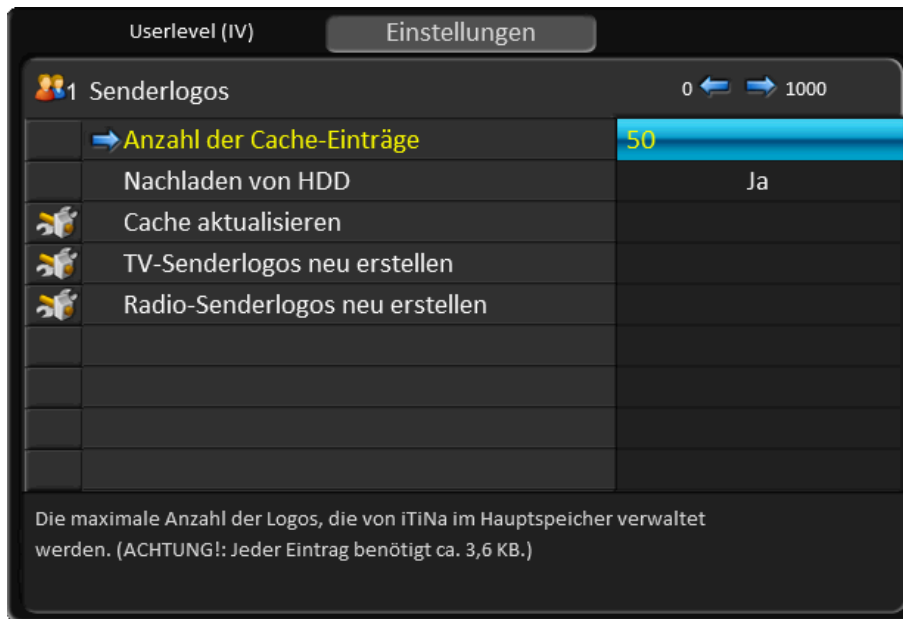 Userlevel (IV) Einstellungen
1 Senderlogos 0 1000
Anzahl der Cache-Einträge 50
Nachladen von HDD Ja
Cache aktualisieren
TV-Senderlogos neu erstellen
Radio-Senderlogos neu erstellen
Die maximale Anzahl der Logos, die von iTiNa im Hauptspeicher verwaltet
werden. (ACHTUNG!: Jeder Eintrag benötigt ca. 3,6 KB.)